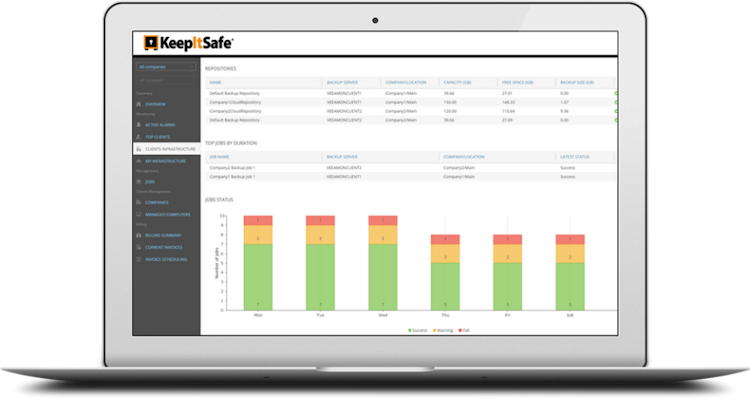 KeepItSafe®
All companies
REPOSITORIES
NAME BACKUP SERVER COMPANY/LOCATION CAPACITY (GB) FREE SPACE (GB) BACKUP SIZE (GB)
Default Backup Repository VEEAMONCLIENT1 Company1/Main 39.66 27.01 0.00
Company1CloudRepository VEEAMONCLIENT1 Company1/Main 150.00 148.33 1.67
Company2CloudRepository VEEAMONCLIENT2 Company2/Main 120.00 110.64 9.36
Default Backup Repository VEEAMONCLIENT2 Company2/Main 39.66 27.09 0.00
Summary
OVERVIEW
Monitoring
ACTIVE ALARMS
TOP CLIENTS
CLIENTS INFRASTRUCTURE
MY INFRASTRUCTURE
Management
JOBS
Clients Management
COMPANIES
MANAGED COMPUTERS
Billing
BILLING SUMMARY
CURRENT INVOICES
INVOICE SCHEDULING
TOP JOBS BY DURATION
JOB NAME BACKUP SERVER COMPANY/LOCATION LATEST STATUS
Company2 Backup Job 1 VEEAMONCLIENT2 Company2/Main Success
Company1 Backup Job 1 VEEAMONCLIENT1 Company1/Main Success
JOBS STATUS
Number of Jobs
10
9
8
7
6
5
4
3
2
1
0
1 1 1 1 1 1
2 2 2 2 2 2
7 7 7 5 5 5
Mon Tue Wed Thu Fri Sat
Success Warning Fail